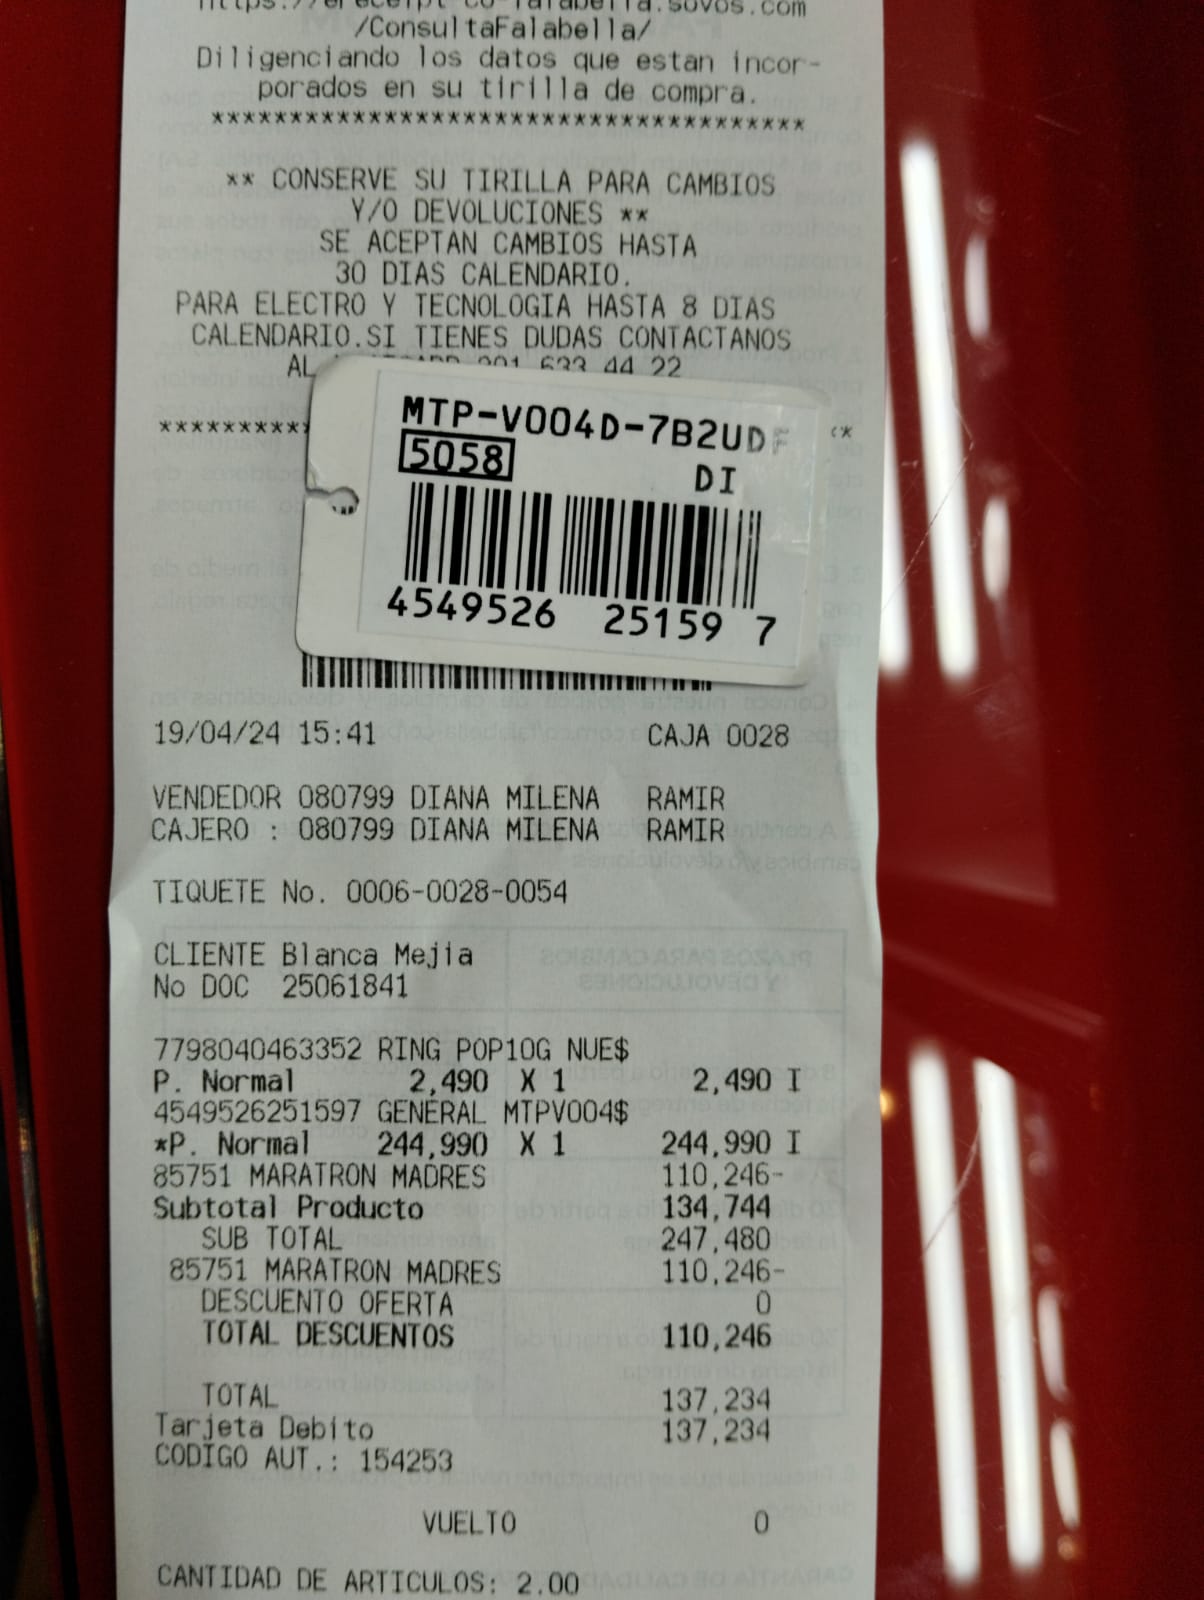 /ConsultaFalabella/
Diligenciando los datos que estan incor-
porados en su tirilla de compra.
**************************************
** CONSERVE SU TIRILLA PARA CAMBIOS
Y/O DEVOLUCIONES **
SE ACEPTAN CAMBIOS HASTA
30 DIAS CALENDARIO.
PARA ELECTRO Y TECNOLOGIA HASTA 8 DIAS
CALENDARIO.SI TIENES DUDAS CONTACTANOS
AL 601 633 44 22
MTP-V004D-7B2UDF
5058 DI
4549526 25159 7
19/04/24 15:41 CAJA 0028
VENDEDOR 080799 DIANA MILENA RAMIR
CAJERO : 080799 DIANA MILENA RAMIR
TIQUETE No. 0006-0028-0054
CLIENTE Blanca Mejia
No DOC 25061841
7798040463352 RING POP10G NUE$
P. Normal 2,490 X 1 2,490 I
4549526251597 GENERAL MTPV004$
*P. Normal 244,990 X 1 244,990 I
85751 MARATRON MADRES 110,246-
Subtotal Producto 134,744
SUB TOTAL 247,480
85751 MARATRON MADRES 110,246-
DESCUENTO OFERTA 0
TOTAL DESCUENTOS 110,246
TOTAL 137,234
Tarjeta Debito 137,234
CODIGO AUT.: 154253
VUELTO 0
CANTIDAD DE ARTICULOS: 2.00